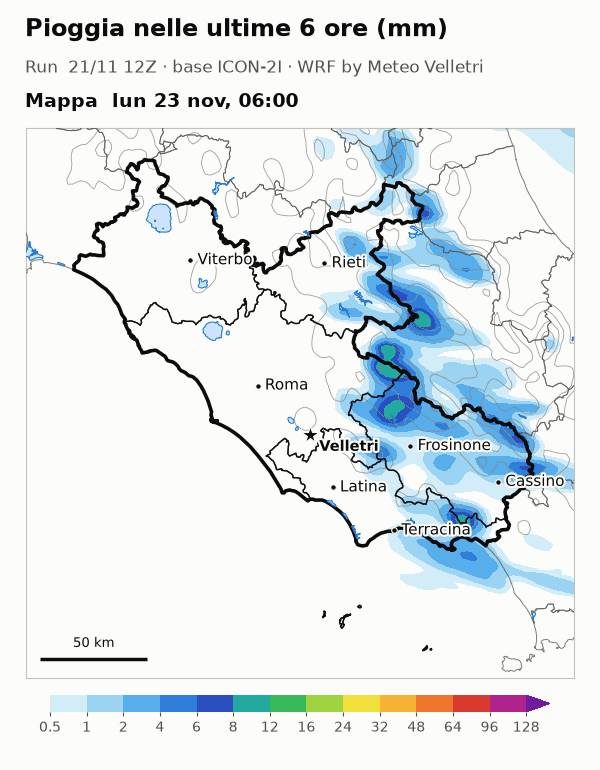 Pioggia nelle ultime 6 ore (mm)
Run  21/11 12Z · base ICON-2I · WRF by Meteo Velletri
Mappa  lun 23 nov, 06:00
Viterbo
Rieti
Roma
Velletri
Frosinone
Latina
Cassino
Terracina
50 km
0.5 1 2 4 6 8 12 16 24 32 48 64 96 128